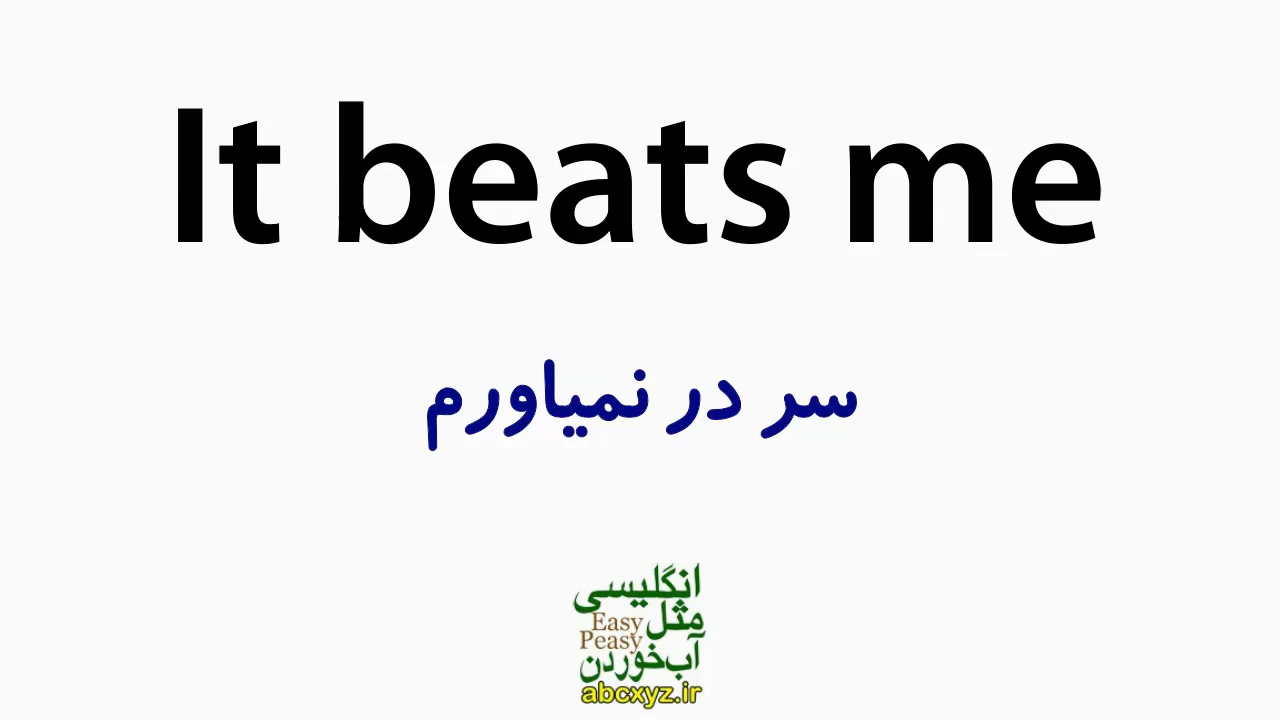 It beats me
سر در نمیاورم
انگلیسی
مثل
Easy
Peasy
آب‌خوردن
abcxyz.ir